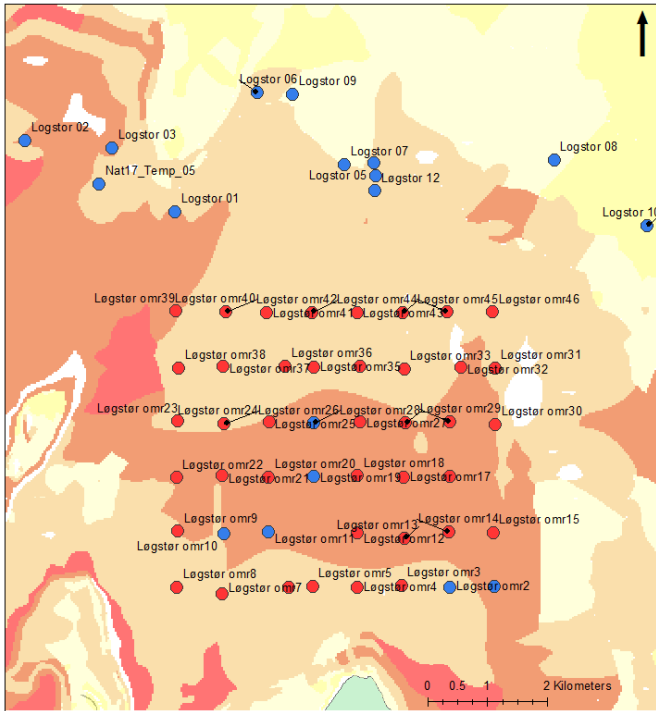 Logstor 06
Logstor 09
Logstor 02
Logstor 03
Logstor 07
Logstor 08
Nat17_Temp_05
Logstor 05
Løgstør 12
Logstor 01
Logstor 10
Løgstør omr39
Løgstør omr40
Løgstør omr42
Løgstør omr44
Løgstør omr45
Løgstør omr46
Løgstør omr41
Løgstør omr43
Løgstør omr38
Løgstør omr36
Løgstør omr33
Løgstør omr31
Løgstør omr37
Løgstør omr35
Løgstør omr32
Løgstør omr23
Løgstør omr24
Løgstør omr26
Løgstør omr28
Løgstør omr29
Løgstør omr30
Løgstør omr25
Løgstør omr27
Løgstør omr22
Løgstør omr20
Løgstør omr18
Løgstør omr21
Løgstør omr19
Løgstør omr17
Løgstør omr9
Løgstør omr13
Løgstør omr14
Løgstør omr15
Løgstør omr10
Løgstør omr11
Løgstør omr12
Løgstør omr8
Løgstør omr5
Løgstør omr3
Løgstør omr7
Løgstør omr4
Løgstør omr2
0 0.5 1 2 Kilometers